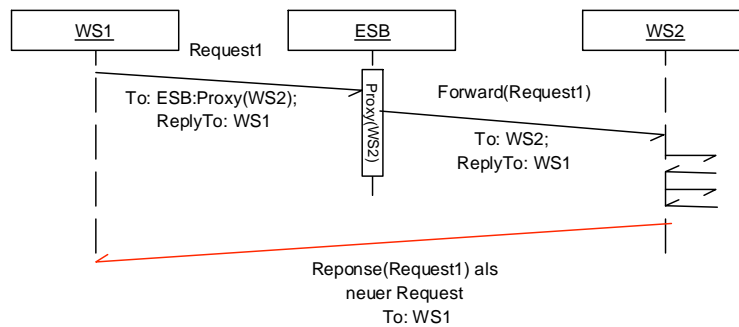 WS1
ESB
WS2
Request1
To: ESB:Proxy(WS2);
ReplyTo: WS1
Proxy(WS2)
Forward(Request1)
To: WS2;
ReplyTo: WS1
Reponse(Request1) als
neuer Request
To: WS1